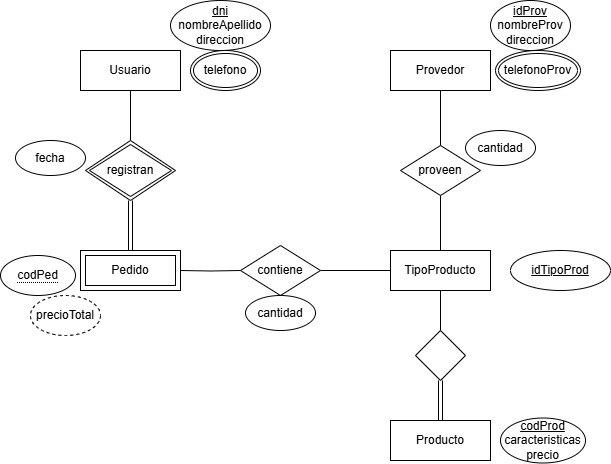 dni
nombreApellido
direccion
idProv
nombreProv
direccion
Usuario
telefono
Provedor
telefonoProv
fecha
registran
cantidad
proveen
codPed
Pedido
contiene
TipoProducto
idTipoProd
precioTotal
cantidad
Producto
codProd
caracteristicas
precio